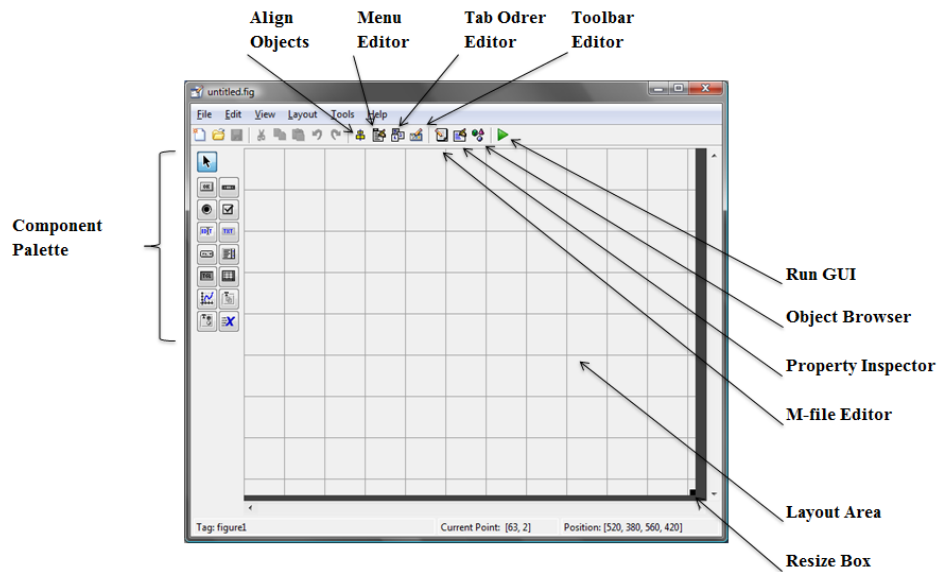 Align Objects
Menu Editor
Tab Odrer Editor
Toolbar Editor
untitled.fig
File Edit View Layout Tools Help
Component Palette
EDIT TXT
Run GUI
Object Browser
Property Inspector
M-file Editor
Layout Area
Resize Box
Tag: figure1 Current Point: [63, 2] Position: [520, 380, 560, 420]